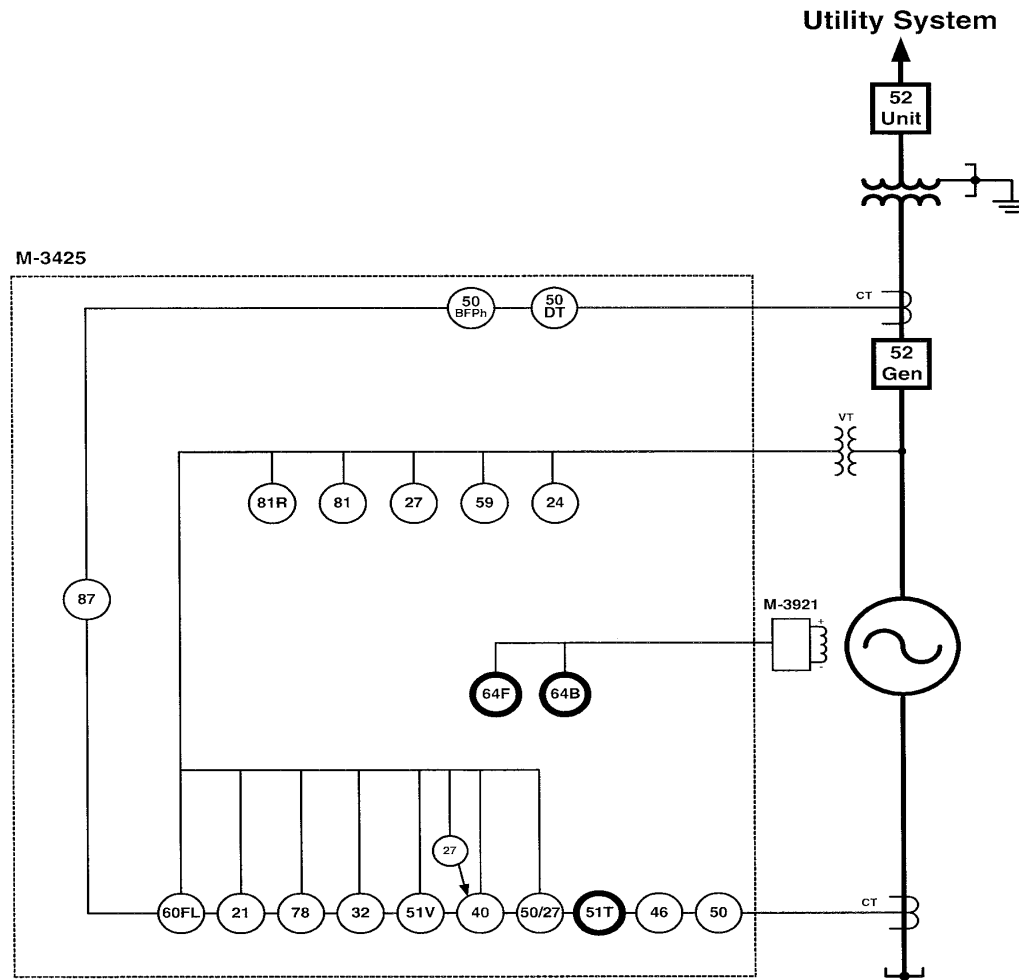 Utility System
52
Unit
M-3425
CT
50
BFPh
50
DT
52
Gen
VT
81R
81
27
59
24
87
M-3921
+
-
64F
64B
27
60FL
21
78
32
51V
40
50/27
51T
46
50
CT